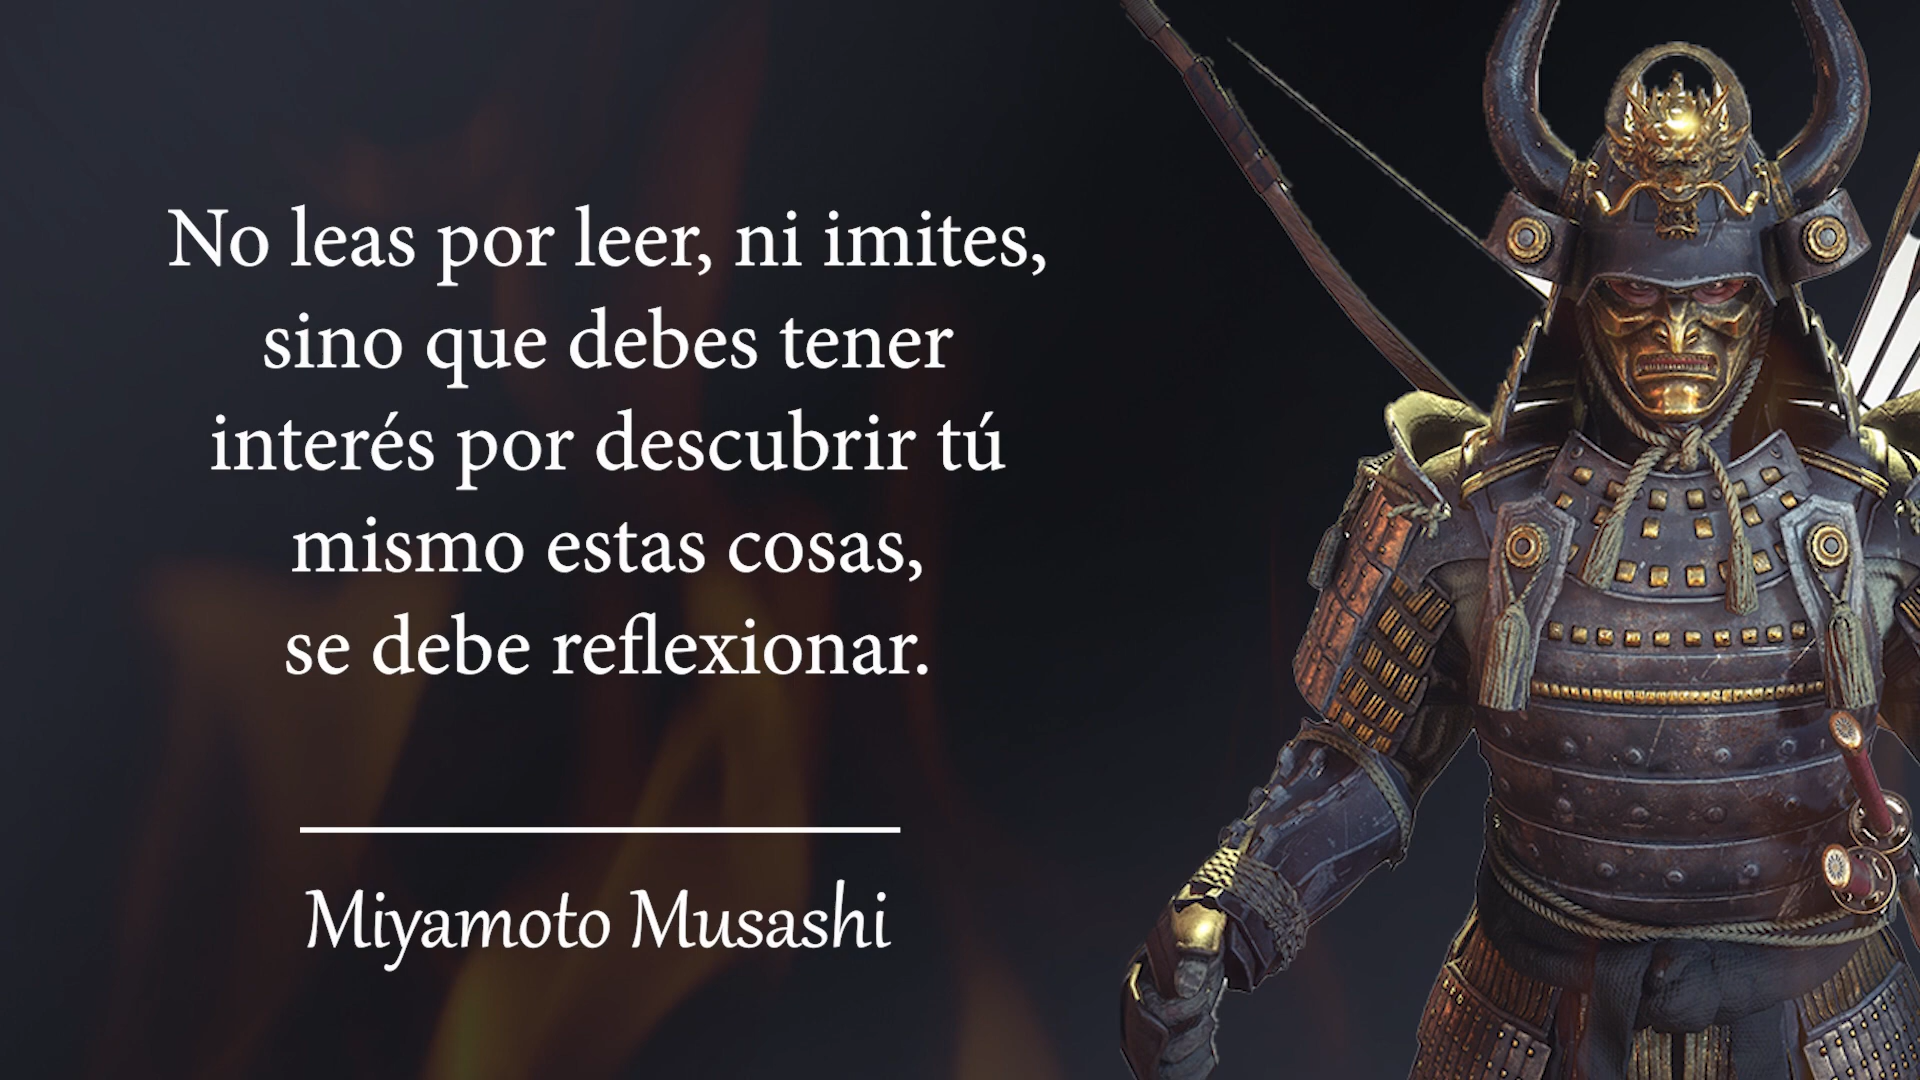 No leas por leer, ni imites,
sino que debes tener
interés por descubrir tú
mismo estas cosas,
se debe reflexionar.
Miyamoto Musashi